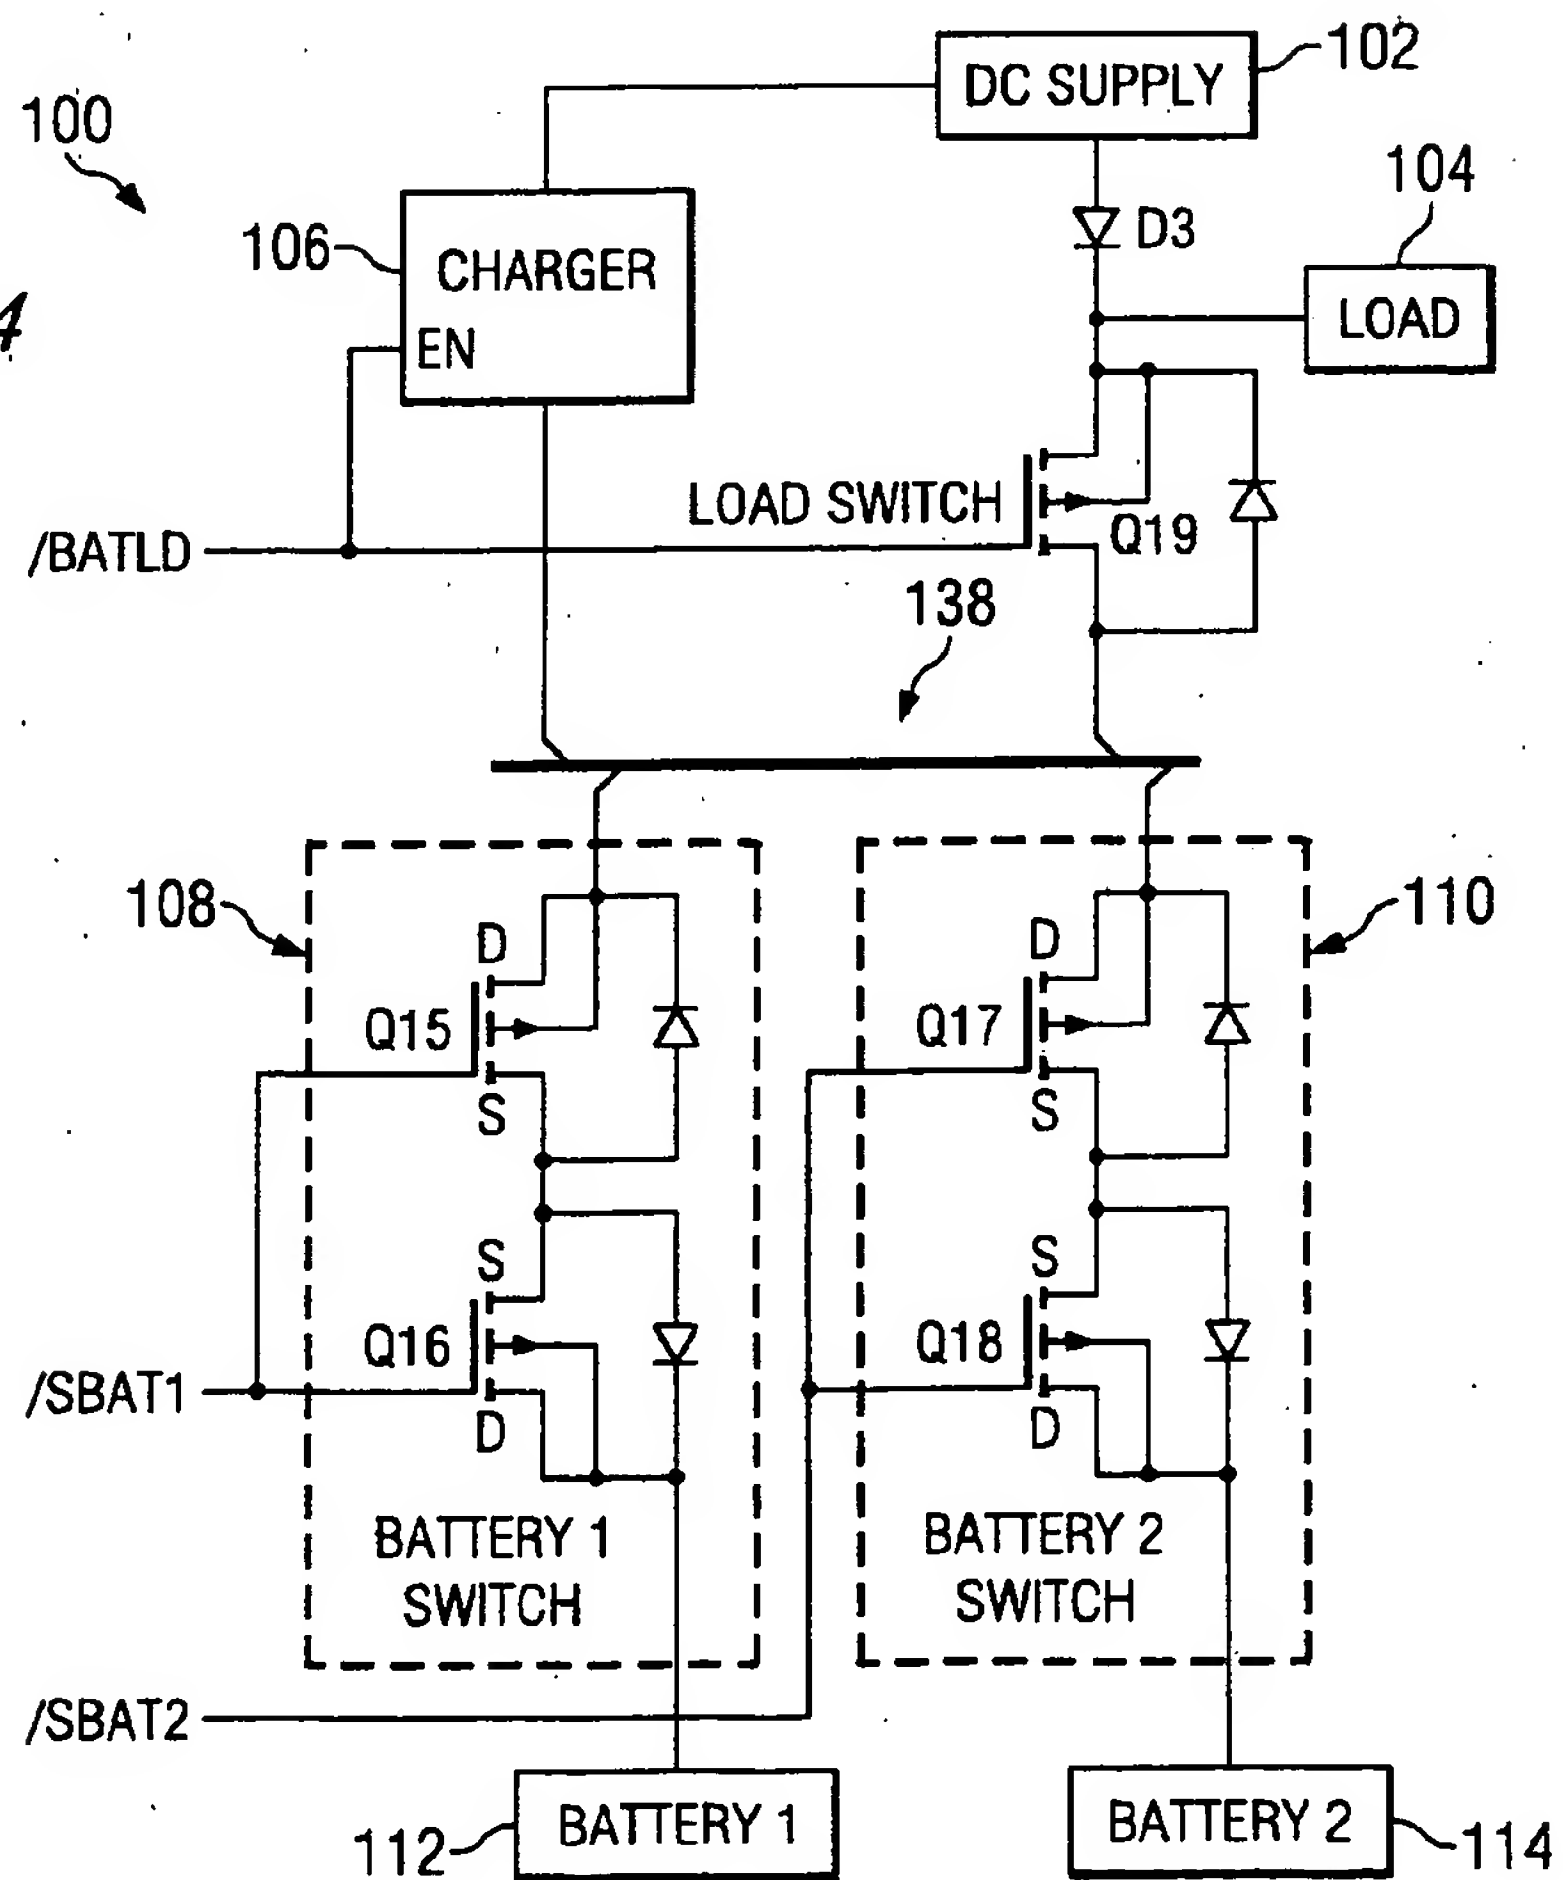 102
DC SUPPLY
100
104
D3
106
CHARGER
4
LOAD
EN
LOAD SWITCH
Q19
/BATLD
138
108
110
D
D
Q15
Q17
S
S
S
S
Q16
Q18
/SBAT1
D
D
BATTERY 1
SWITCH
BATTERY 2
SWITCH
/SBAT2
BATTERY 1
BATTERY 2
112
114